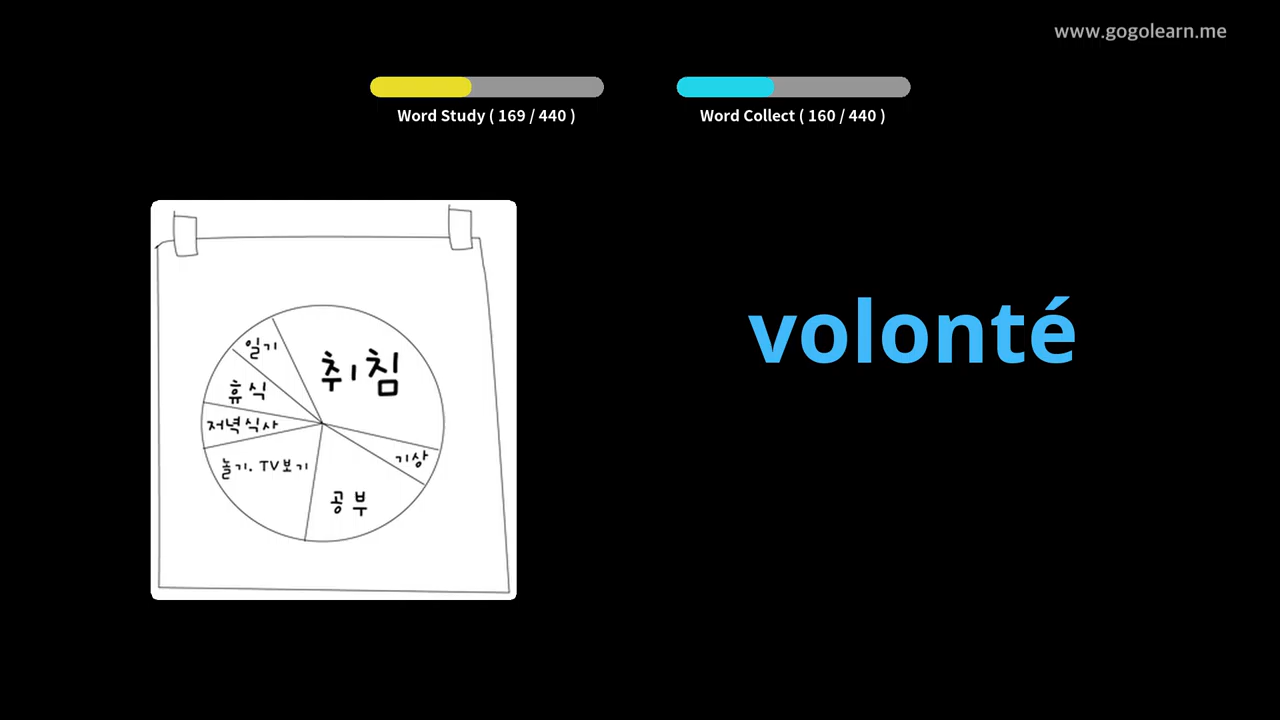 www.gogolearn.me
Word Study ( 169 / 440 )
Word Collect ( 160 / 440 )
일기
취침
휴식
저녁식사
놀기. TV보기
기상
공부
volonté